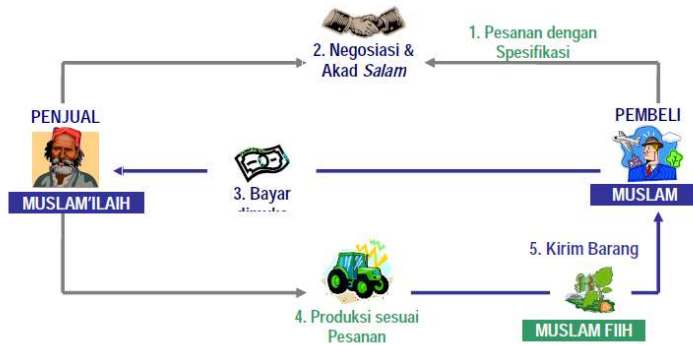 1. Pesanan dengan
Spesifikasi
2. Negosiasi &
Akad Salam
PENJUAL
PEMBELI
MUSLAM'ILAIH
3. Bayar
MUSLAM
5. Kirim Barang
4. Produksi sesuai
Pesanan
MUSLAM FIIH